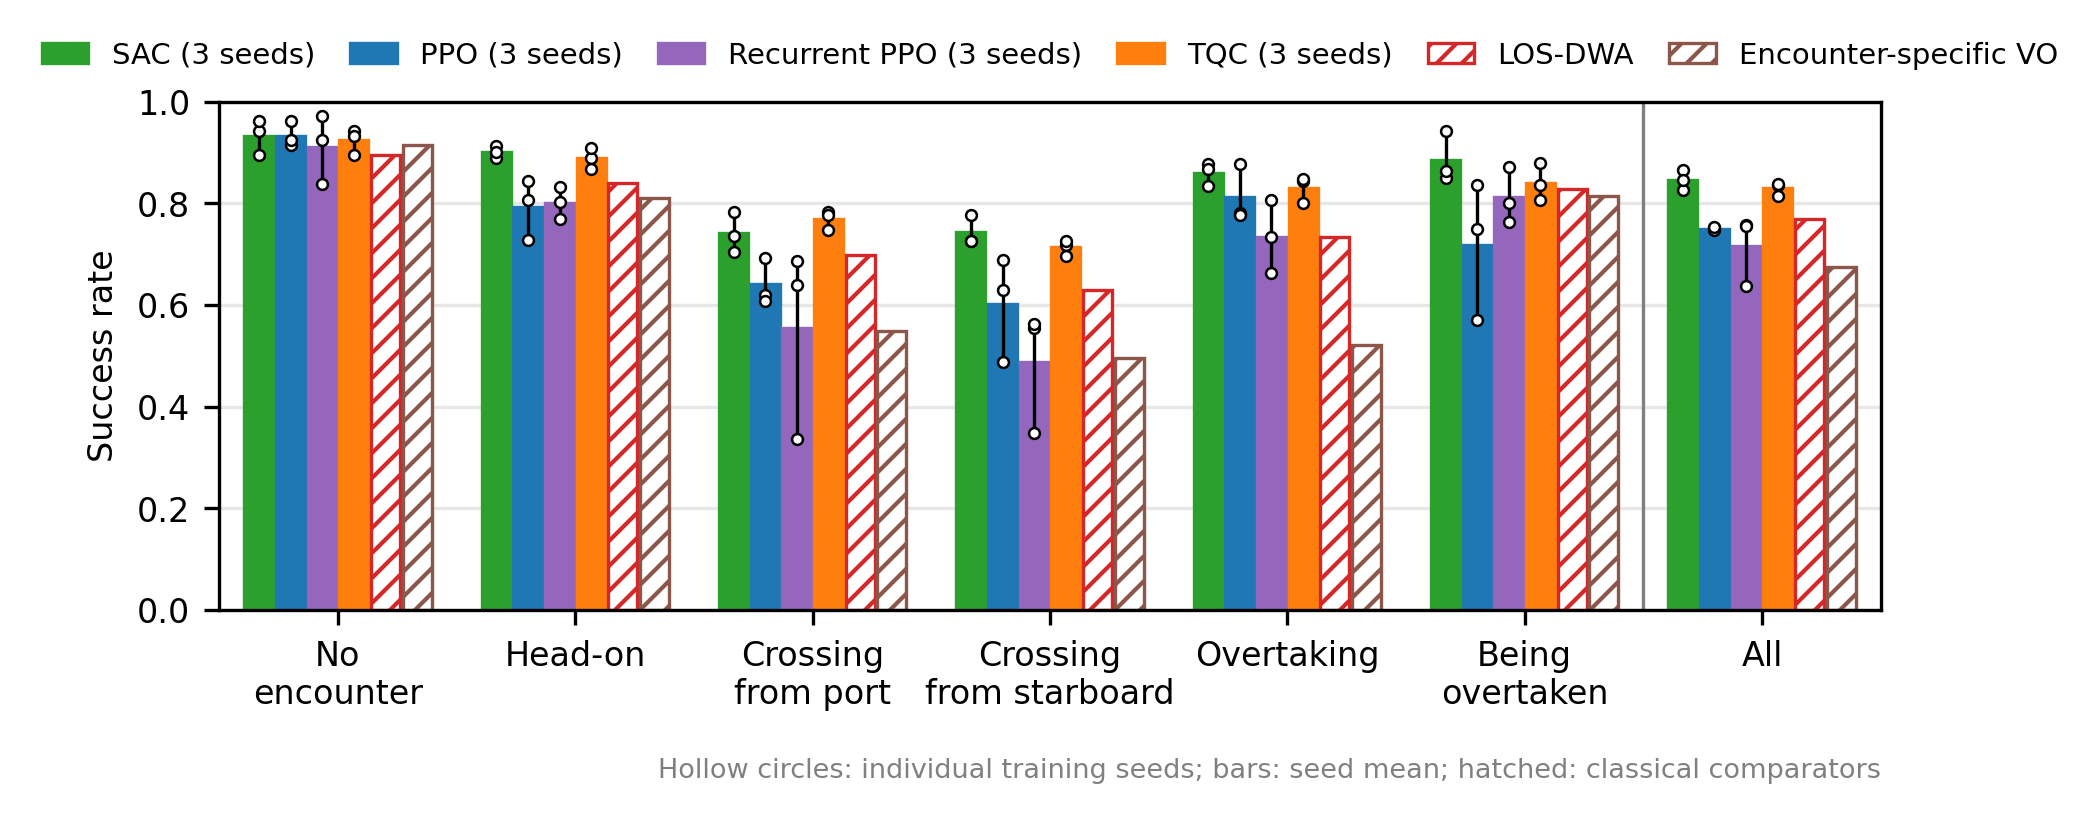 SAC (3 seeds) PPO (3 seeds) Recurrent PPO (3 seeds) TQC (3 seeds) LOS-DWA Encounter-specific VO
1.0
0.8
0.6
0.4
0.2
0.0
Success rate
No
encounter
Head-on
Crossing
from port
Crossing
from starboard
Overtaking
Being
overtaken
All
Hollow circles: individual training seeds; bars: seed mean; hatched: classical comparators